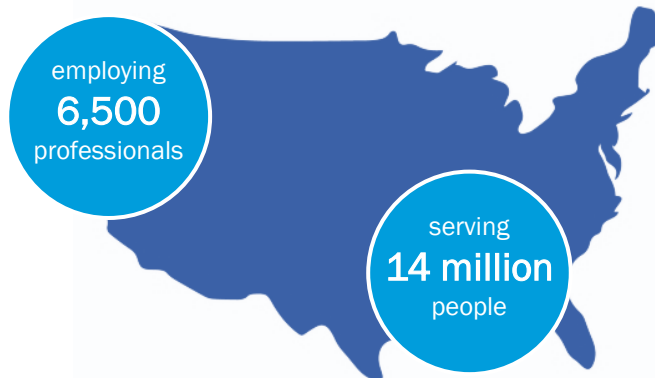 employing
6,500
professionals
serving
14 million
people